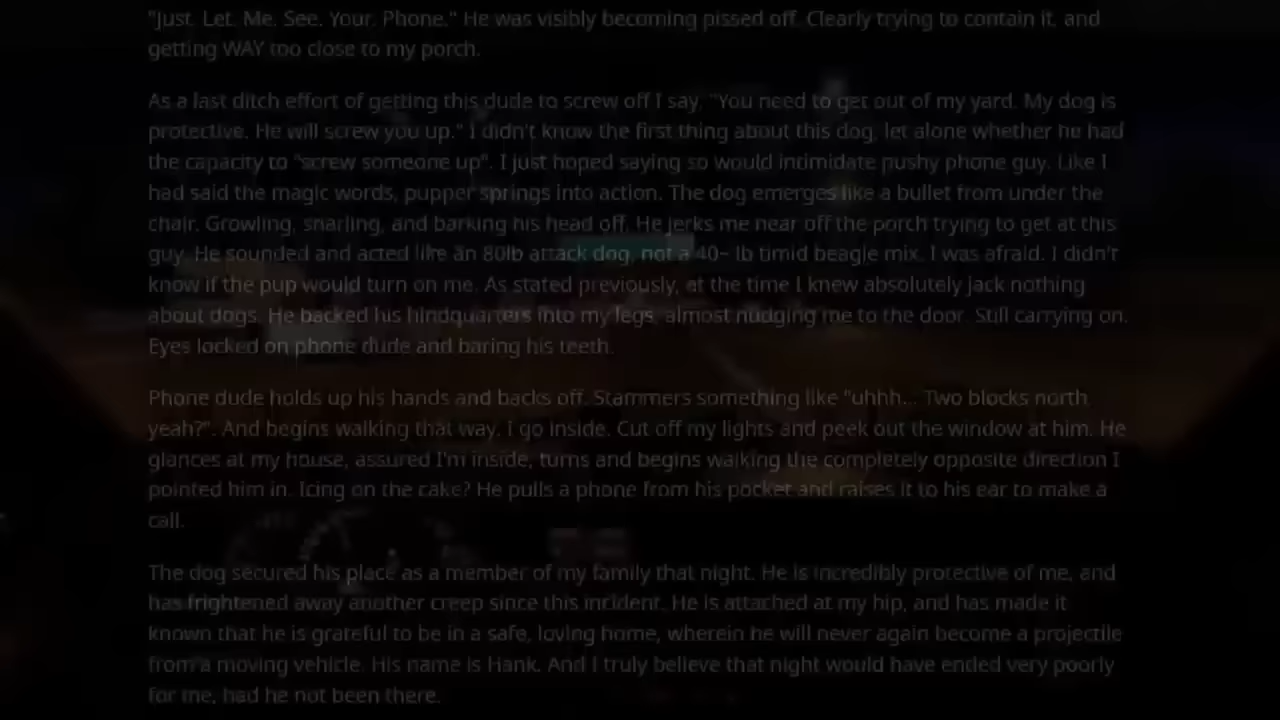 "Just. Let. Me. See. Your. Phone." He was visibly becoming pissed off. Clearly trying to contain it, and
getting WAY too close to my porch.
As a last ditch effort of getting this dude to screw off I say, "You need to get out of my yard. My dog is
protective. He will screw you up." I didn't know the first thing about this dog, let alone whether he had
the capacity to "screw someone up". I just hoped saying so would intimidate pushy phone guy. Like I
had said the magic words, pupper springs into action. The dog emerges like a bullet from under the
chair. Growling, snarling, and barking his head off. He jerks me near off the porch trying to get at this
guy. He sounded and acted like an 80lb attack dog, not a 40~ lb timid beagle mix. I was afraid. I didn't
know if the pup would turn on me. As stated previously, at the time I knew absolutely jack nothing
about dogs. He backed his hindquarters into my legs, almost nudging me to the door. Still carrying on.
Eyes locked on phone dude and baring his teeth.
Phone dude holds up his hands and backs off. Stammers something like "uhhh... Two blocks north,
yeah?". And begins walking that way. I go inside. Cut off my lights and peek out the window at him. He
glances at my house, assured I'm inside, turns and begins walking the completely opposite direction I
pointed him in. Icing on the cake? He pulls a phone from his pocket and raises it to his ear to make a
call.
The dog secured his place as a member of my family that night. He is incredibly protective of me, and
has frightened away another creep since this incident. He is attached at my hip, and has made it
known that he is grateful to be in a safe, loving home, wherein he will never again become a projectile
from a moving vehicle. His name is Hank. And I truly believe that night would have ended very poorly
for me, had he not been there.